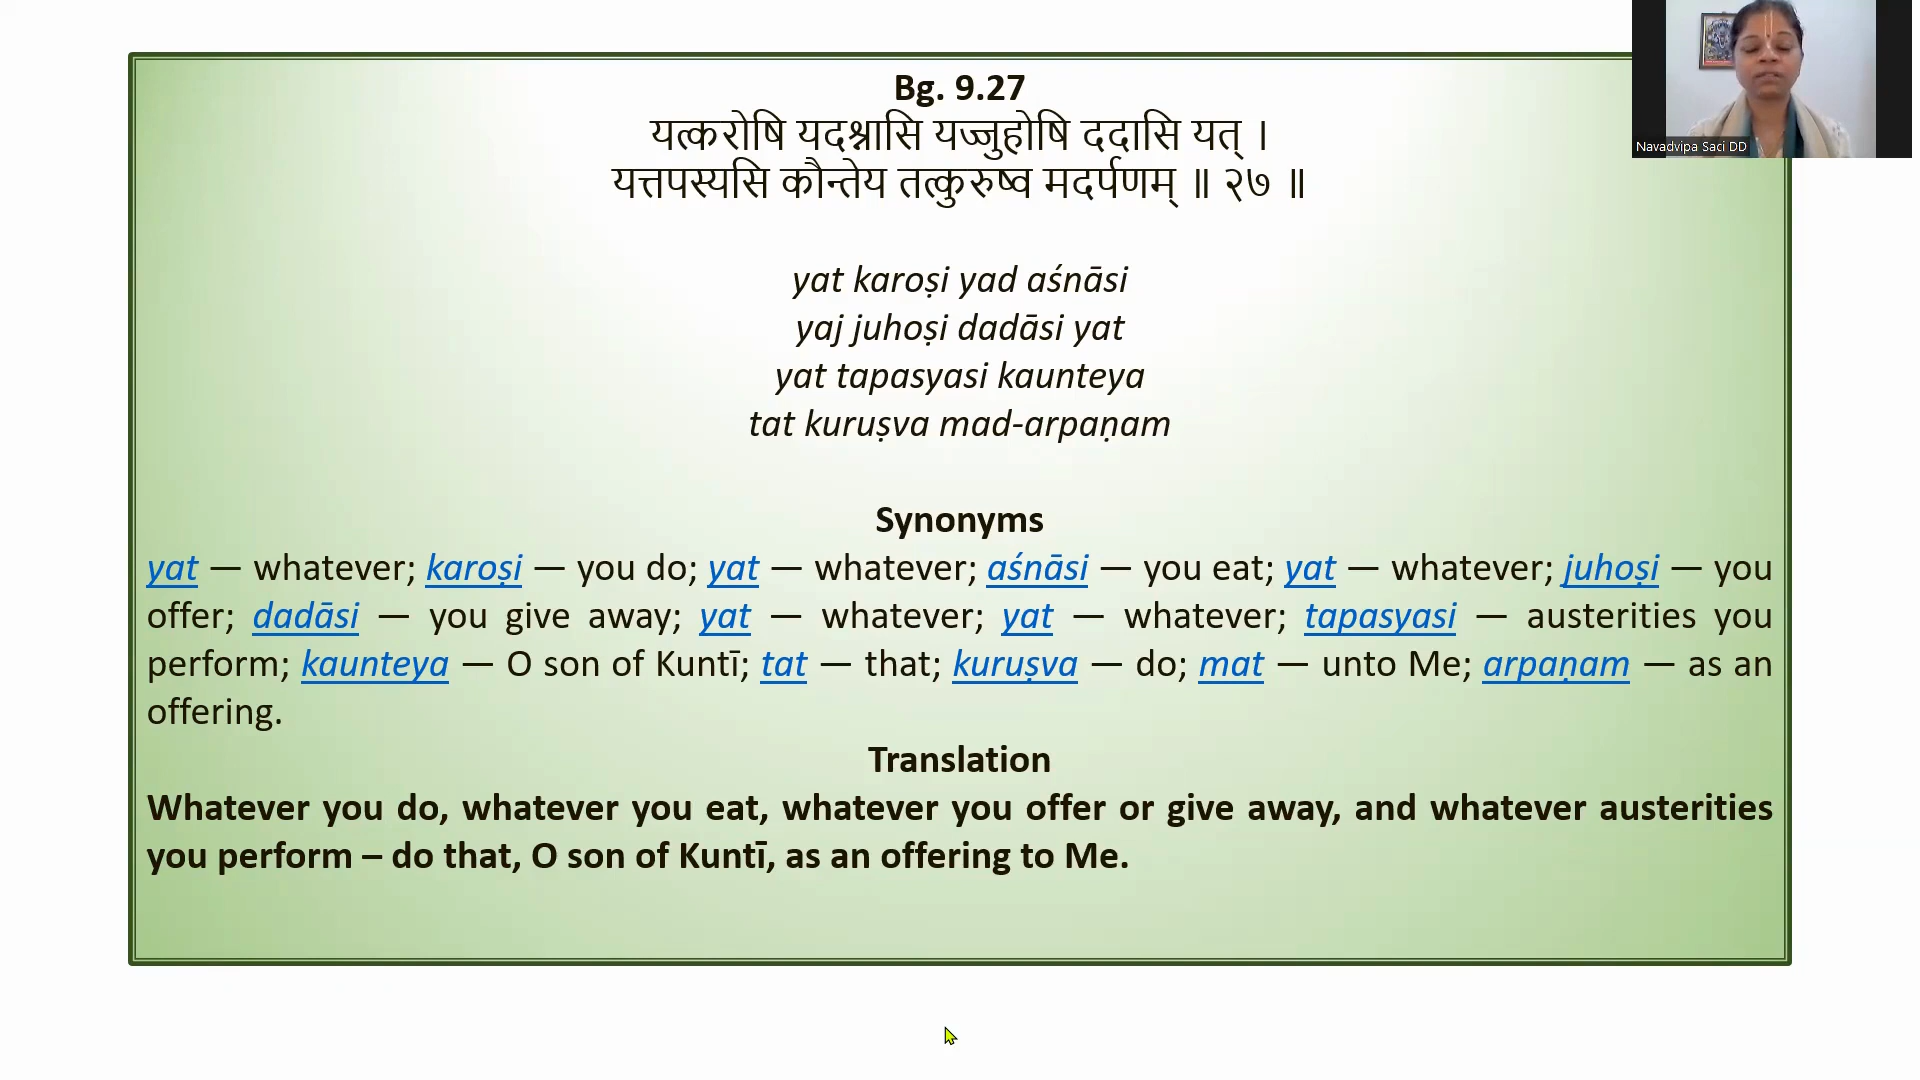 Bg. 9.27
यत्करोषि यदश्नासि यज्जुहोषि ददासि यत् ।
यत्तपस्यसि कौन्तेय तत्कुरुष्व मदर्पणम् ॥ २७ ॥
yat karoṣi yad aśnāsi
yaj juhoṣi dadāsi yat
yat tapasyasi kaunteya
tat kuruṣva mad-arpaṇam
Synonyms
yat — whatever; karoṣi — you do; yat — whatever; aśnāsi — you eat; yat — whatever; juhoṣi — you
offer; dadāsi — you give away; yat — whatever; yat — whatever; tapasyasi — austerities you
perform; kaunteya — O son of Kuntī; tat — that; kuruṣva — do; mat — unto Me; arpaṇam — as an
offering.
Translation
Whatever you do, whatever you eat, whatever you offer or give away, and whatever austerities
you perform – do that, O son of Kuntī, as an offering to Me.
Navadvipa Saci DD